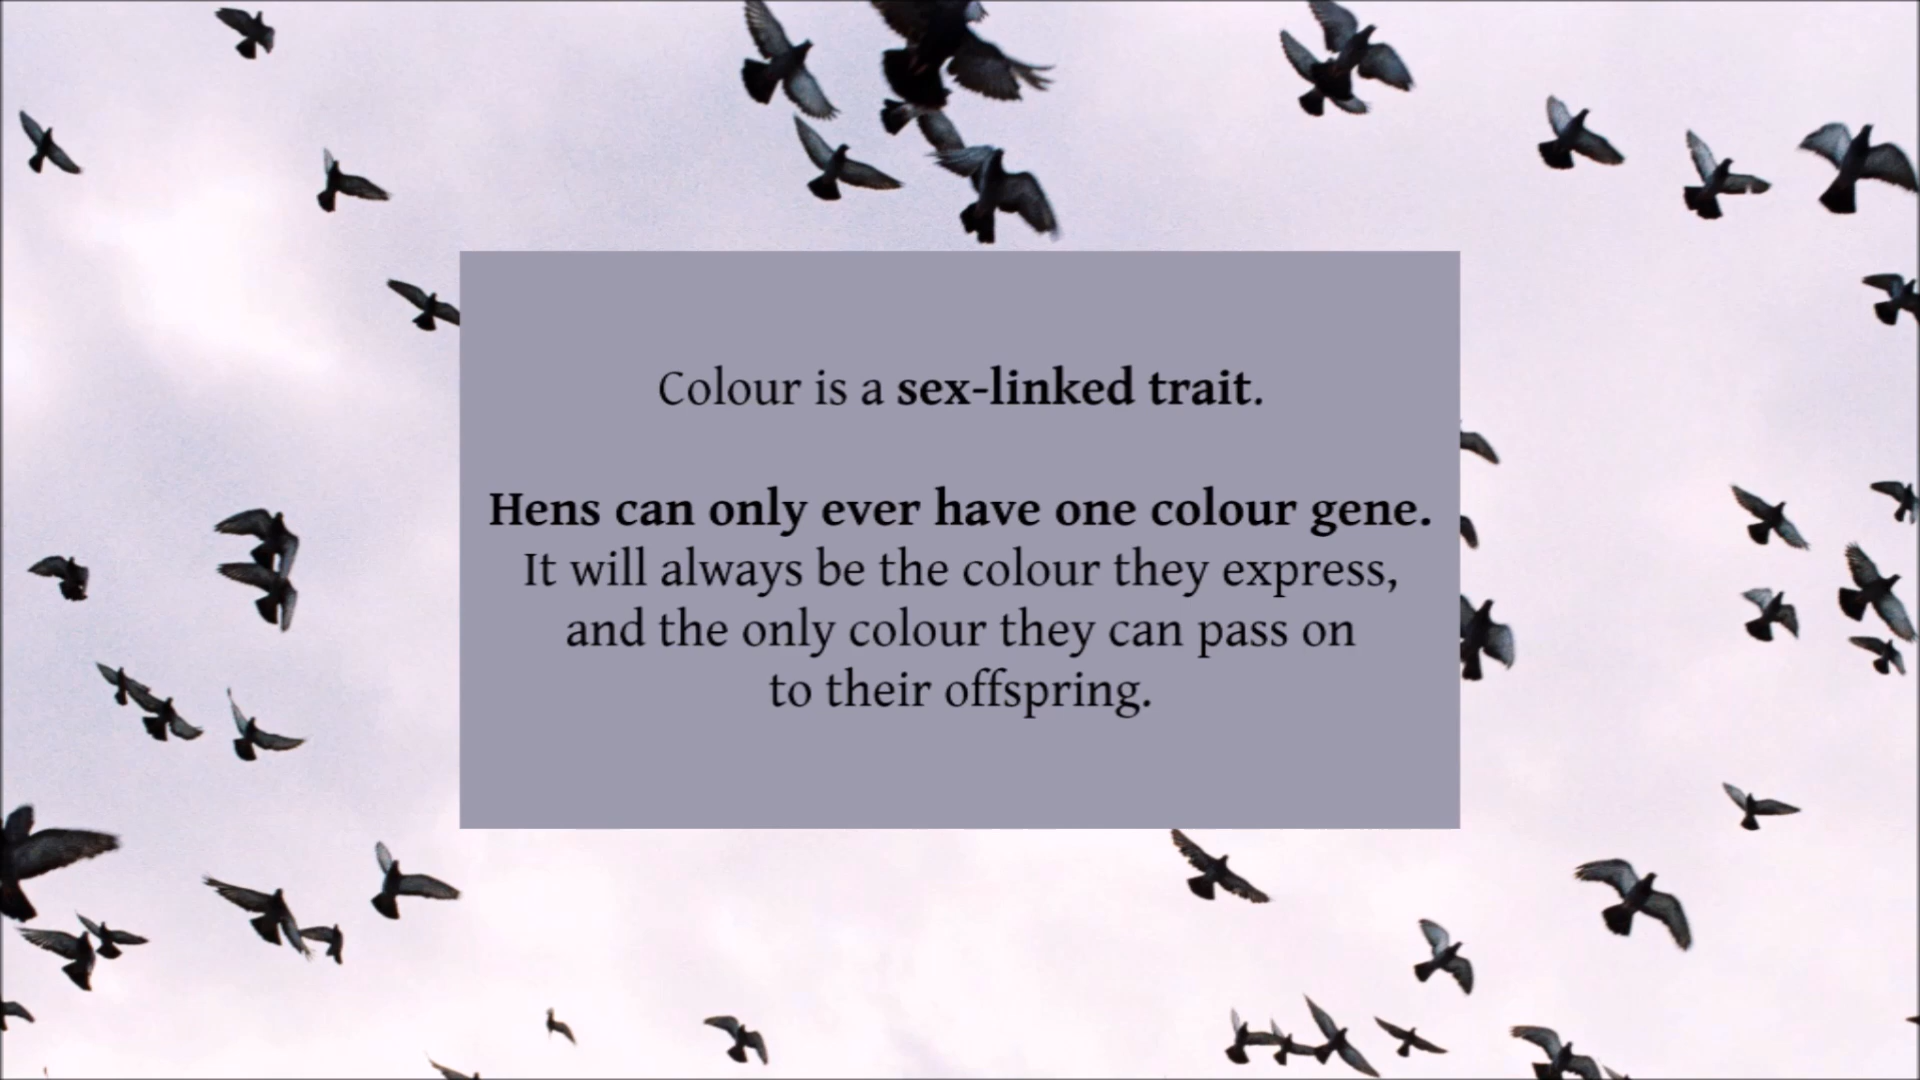 Colour is a sex-linked trait.
Hens can only ever have one colour gene.
It will always be the colour they express,
and the only colour they can pass on
to their offspring.